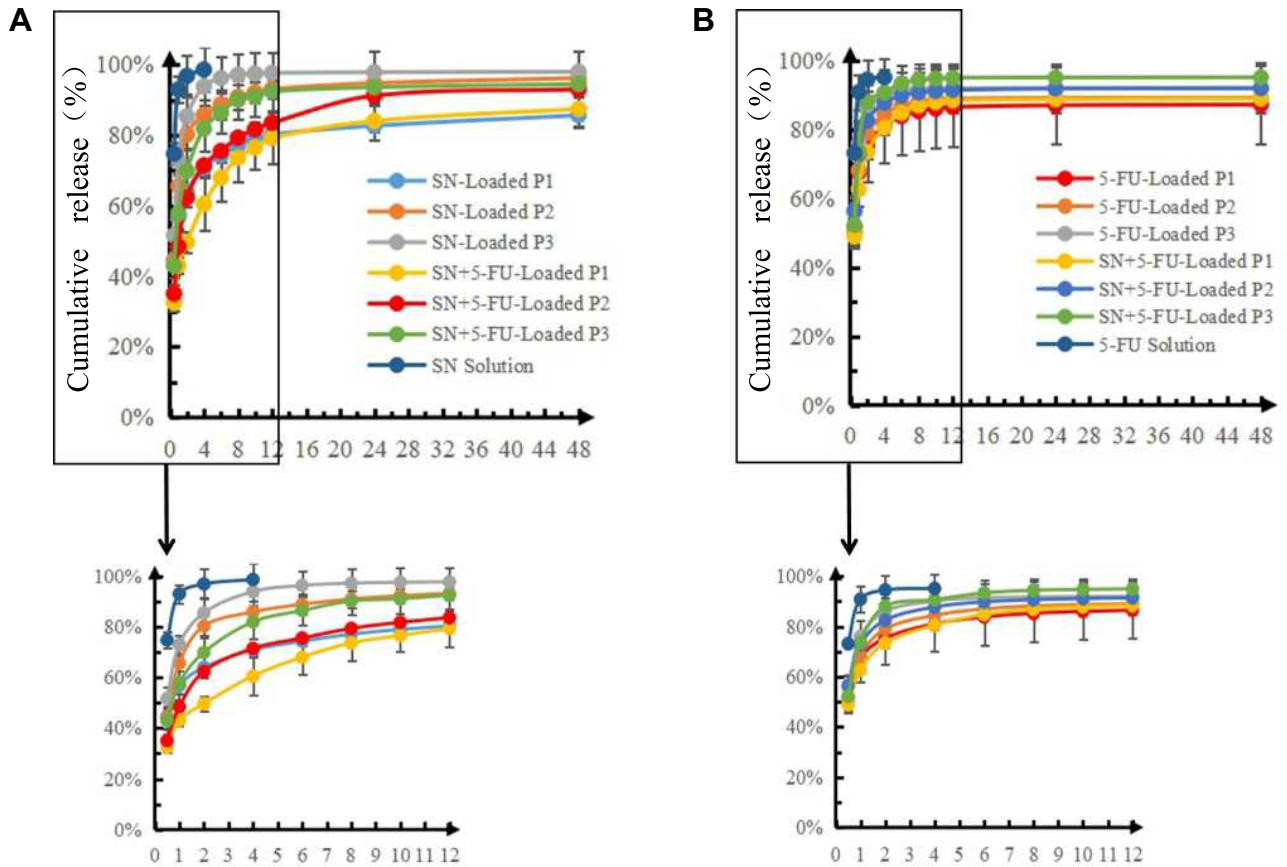 A
Cumulative release (%)
100%
80%
60%
40%
20%
0%
SN-Loaded P1
SN-Loaded P2
SN-Loaded P3
SN+5-FU-Loaded P1
SN+5-FU-Loaded P2
SN+5-FU-Loaded P3
SN Solution
0 4 8 12 16 20 24 28 32 36 40 44 48
100%
80%
60%
40%
20%
0%
0 1 2 3 4 5 6 7 8 9 10 11 12
B
Cumulative release (%)
100%
80%
60%
40%
20%
0%
5-FU-Loaded P1
5-FU-Loaded P2
5-FU-Loaded P3
SN+5-FU-Loaded P1
SN+5-FU-Loaded P2
SN+5-FU-Loaded P3
5-FU Solution
0 4 8 12 16 20 24 28 32 36 40 44 48
100%
80%
60%
40%
20%
0%
0 1 2 3 4 5 6 7 8 9 10 11 12